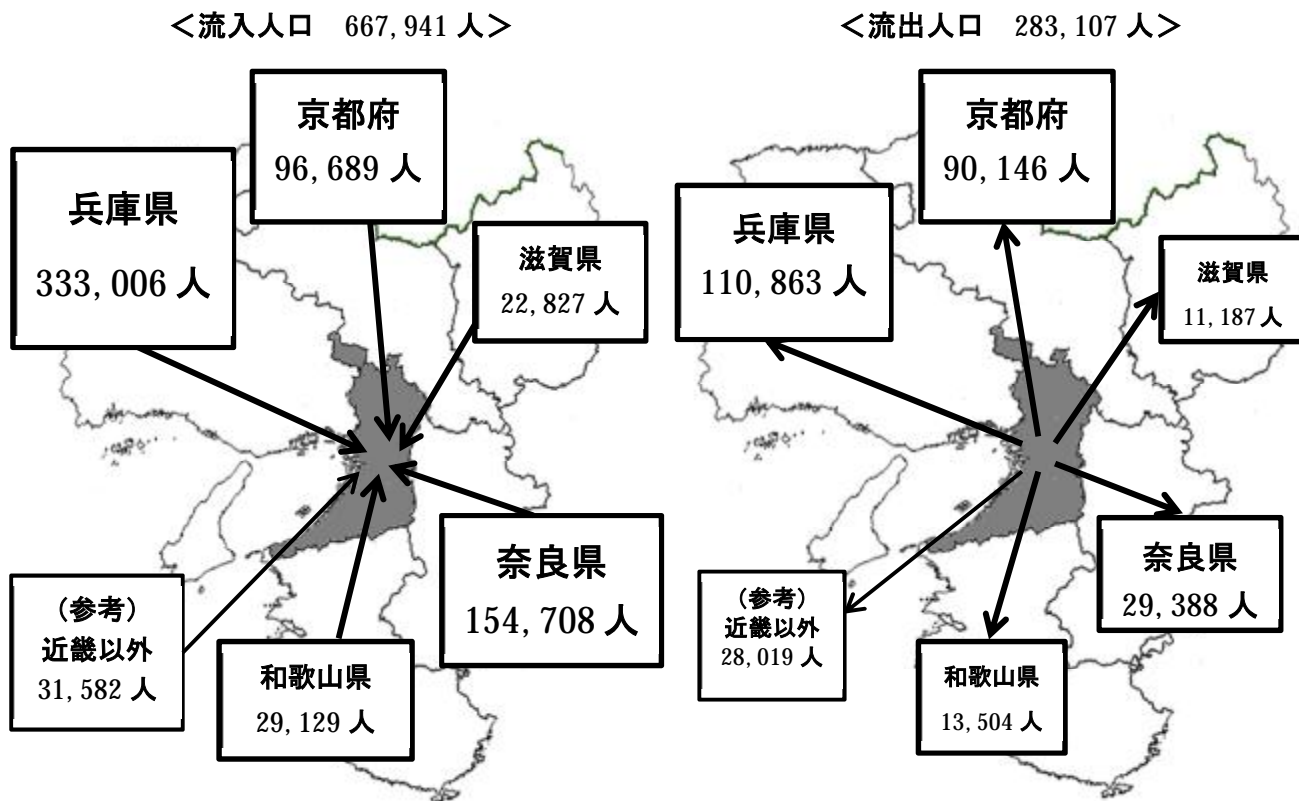 ＜流入人口　667,941 人＞
京都府
96,689 人
兵庫県
333,006 人
滋賀県
22,827 人
奈良県
154,708 人
（参考）
近畿以外
31,582 人
和歌山県
29,129 人
＜流出人口　283,107 人＞
京都府
90,146 人
兵庫県
110,863 人
滋賀県
11,187 人
奈良県
29,388 人
（参考）
近畿以外
28,019 人
和歌山県
13,504 人